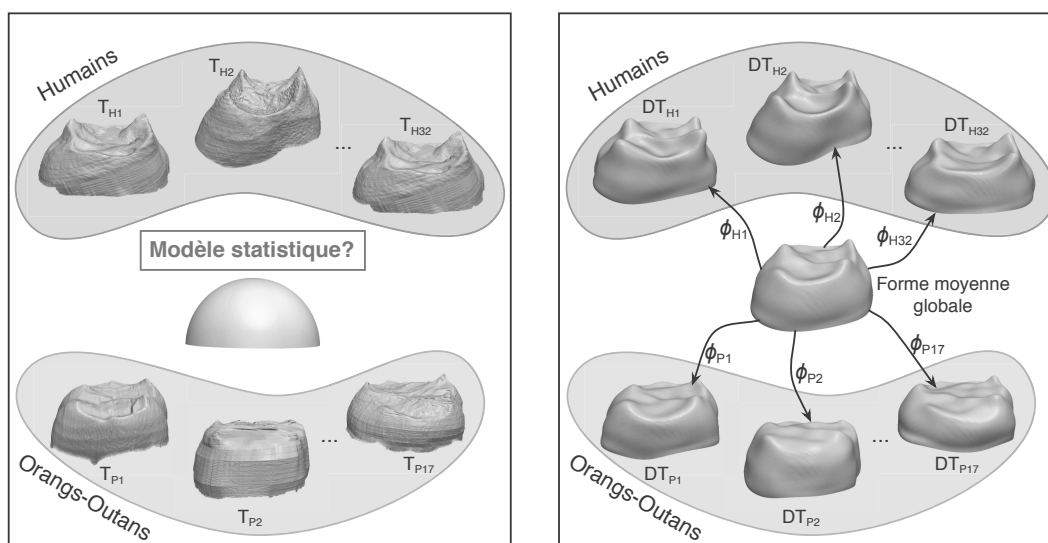 Humains
T_H1
T_H2
...
T_H32
Modèle statistique?
T_P1
T_P2
...
T_P17
Orangs-Outans
Humains
DT_H1
DT_H2
...
DT_H32
ϕ_H1
ϕ_H2
ϕ_H32
Forme moyenne
globale
ϕ_P1
ϕ_P2
ϕ_P17
DT_P1
DT_P2
...
DT_P17
Orangs-Outans